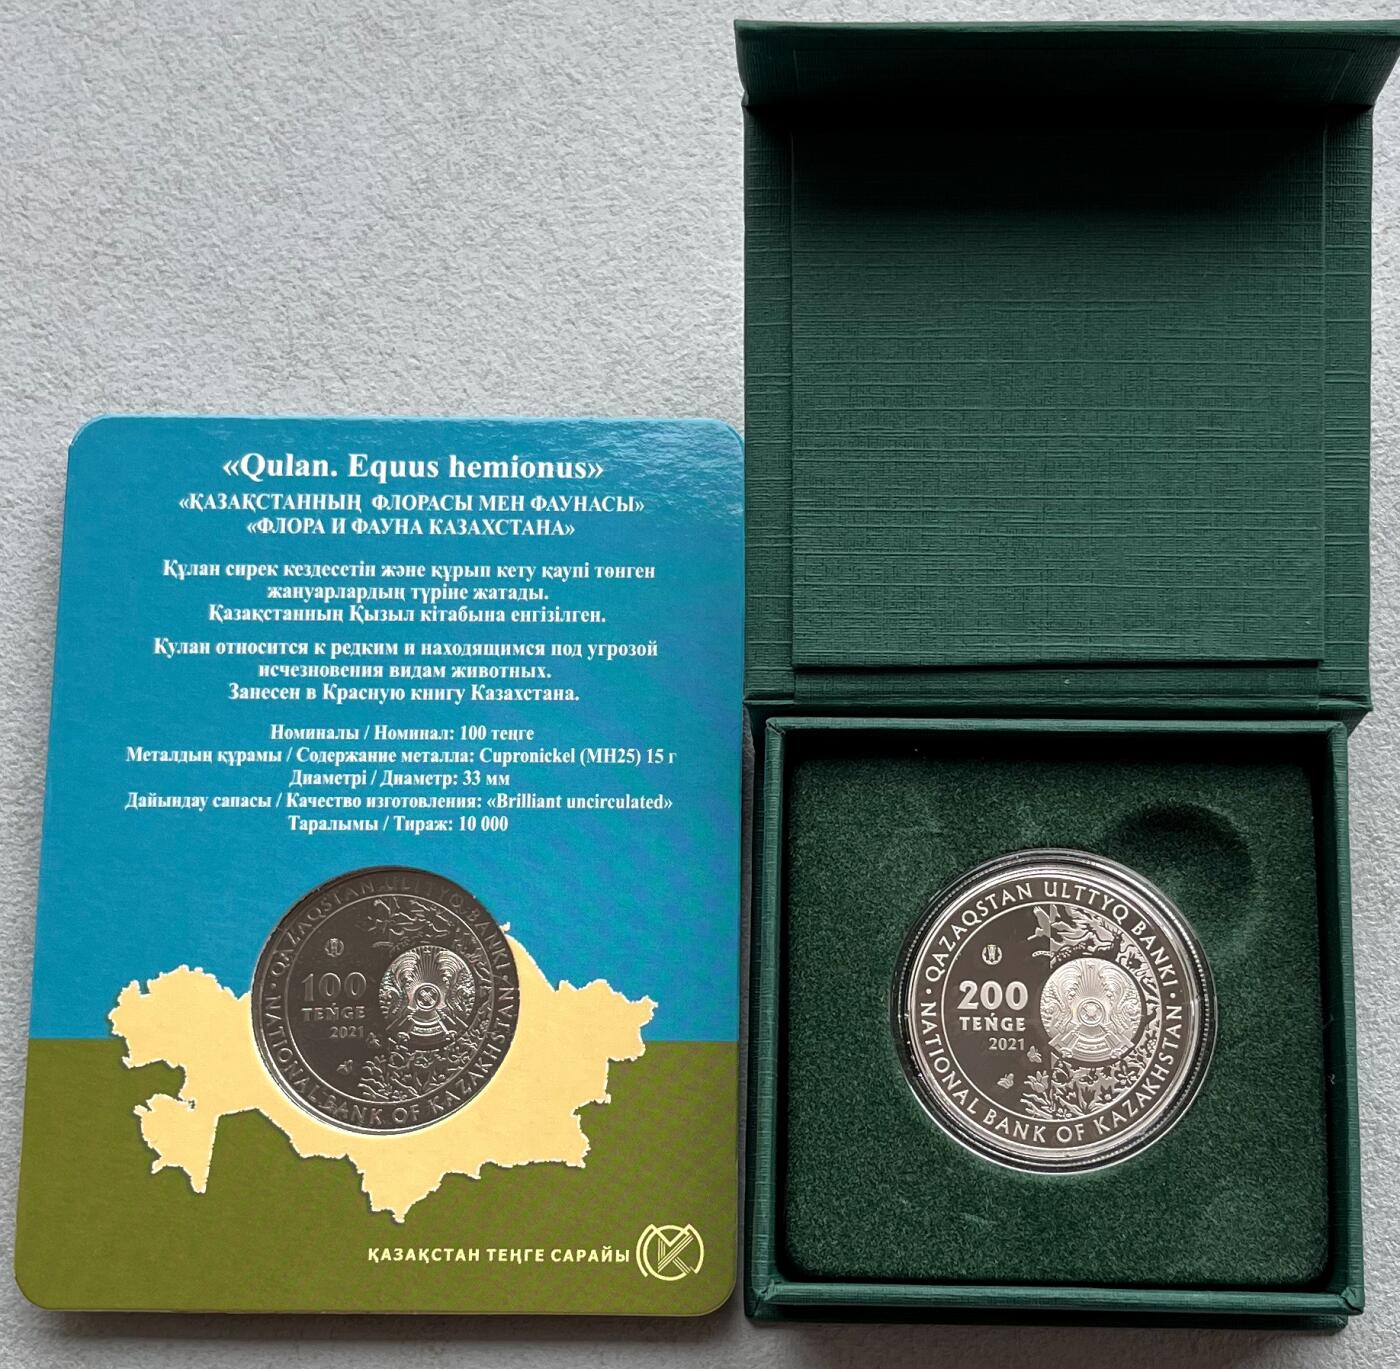 «Qulan. Equus hemionus»
«ҚАЗАҚСТАННЫҢ ФЛОРАСЫ МЕН ФАУНАСЫ»
«ФЛОРА И ФАУНА КАЗАХСТАНА»
Құлан сирек кездесетін және құрып кету қаупі төнген
жануарлардың түріне жатады.
Қазақстанның Қызыл кітабына енгізілген.
Кулан относится к редким и находящимся под угрозой
исчезновения видам животных.
Занесен в Красную книгу Казахстана.
Номиналы / Номинал: 100 теңге
Металдың құрамы / Содержание металла: Cupronickel (МН25) 15 г
Диаметрі / Диаметр: 33 мм
Дайындау сапасы / Качество изготовления: «Brilliant uncirculated»
Таралымы / Тираж: 10 000
QAZAQSTAN ULTTYQ BANKI
100
TEŃGE
2021
NATIONAL BANK OF KAZAKHSTAN
ҚАЗАҚСТАН ТЕҢГЕ САРАЙЫ
QAZAQSTAN ULTTYQ BANKI
200
TEŃGE
2021
NATIONAL BANK OF KAZAKHSTAN